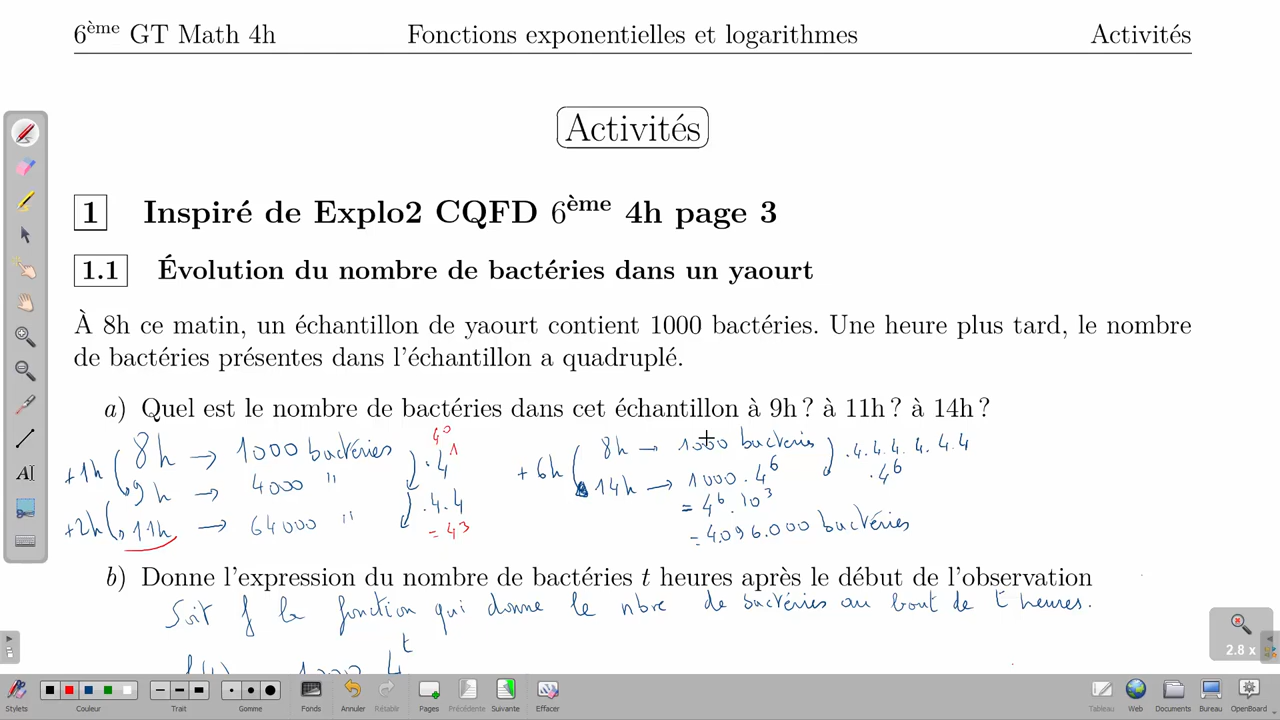 6ème GT Math 4h Fonctions exponentielles et logarithmes Activités
Activités
1 Inspiré de Explo2 CQFD 6ème 4h page 3
1.1 Évolution du nombre de bactéries dans un yaourt
À 8h ce matin, un échantillon de yaourt contient 1000 bactéries. Une heure plus tard, le nombre
de bactéries présentes dans l'échantillon a quadruplé.
a) Quel est le nombre de bactéries dans cet échantillon à 9h ? à 11h ? à 14h ?
8h → 1000 bactéries
4⁰
1
+1h
.4
9h → 4000 "
.4.4
+2h
11h → 64000 "
= 4³
+6h
8h → 1000 bactéries .4.4.4.4.4.4
14h → 1000.4⁶ .4⁶
= 4⁶.10³
= 4.096.000 bactéries
b) Donne l'expression du nombre de bactéries t heures après le début de l'observation
Soit f la fonction qui donne le nbre de bactéries au bout de t heures.
2.8 x
Stylets Couleur Trait Gomme Fonds Annuler Rétablir Pages Précédente Suivante Effacer Tableau Web Documents Bureau OpenBoard